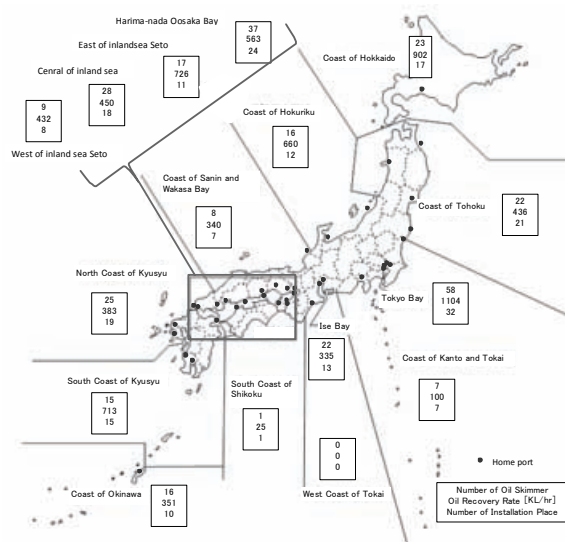 Harima-nada Oosaka Bay
37
563
24
East of inlandsea Seto
17
726
11
Cenral of inland sea
28
450
18
9
432
8
West of inland sea Seto
Coast of Hokkaido
23
902
17
Coast of Hokuriku
16
660
12
Coast of Sanin and
Wakasa Bay
8
340
7
Coast of Tohoku
22
436
21
North Coast of Kyusyu
25
383
19
Tokyo Bay
58
1104
32
Ise Bay
22
335
13
Coast of Kanto and Tokai
7
100
7
South Coast of Kyusyu
15
713
15
South Coast of
Shikoku
1
25
1
0
0
0
West Coast of Tokai
Coast of Okinawa
16
351
10
Home port
Number of Oil Skimmer
Oil Recovery Rate [KL/hr]
Number of Installation Place